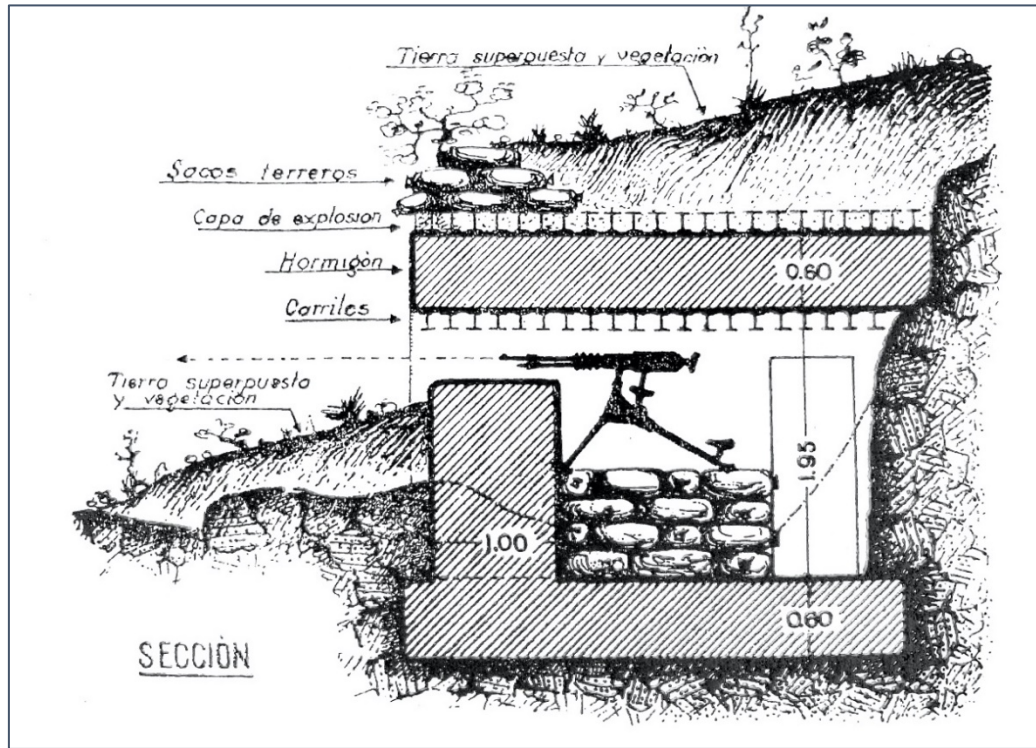 Tierra superpuesta y vegetación
Sacos terreros
Capa de explosion
Hormigón
0.60
Carriles
Tierra superpuesta
y vegetación
1.95
1.00
0.60
SECCIÓN